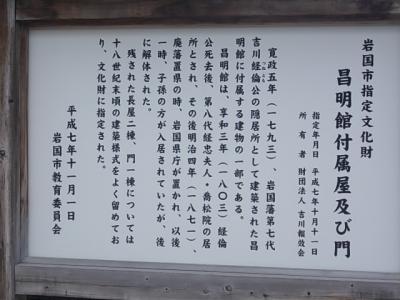 岩国市指定文化財
昌明館付属屋及び門
指定年月日 平成七年十月十一日
所有者 財団法人 吉川報效会
寛政五年(一七九三)、岩国藩第七代
吉川経倫公の隠居所として建築された昌
明館に付属する建物の一部である。
昌明館は、享和三年(一八〇三)経倫
公死去後、第八代経忠夫人・喬松院の居
所とされ、その後明治四年(一八七一)、
廃藩置県の時、岩国県庁が置かれ、以後
一時、子孫の方が入居されていたが、後
に解体された。
残された長屋二棟、門一棟については
十八世紀末頃の建築様式をよく留めてお
り、文化財に指定された。
平成七年十一月一日
岩国市教育委員会